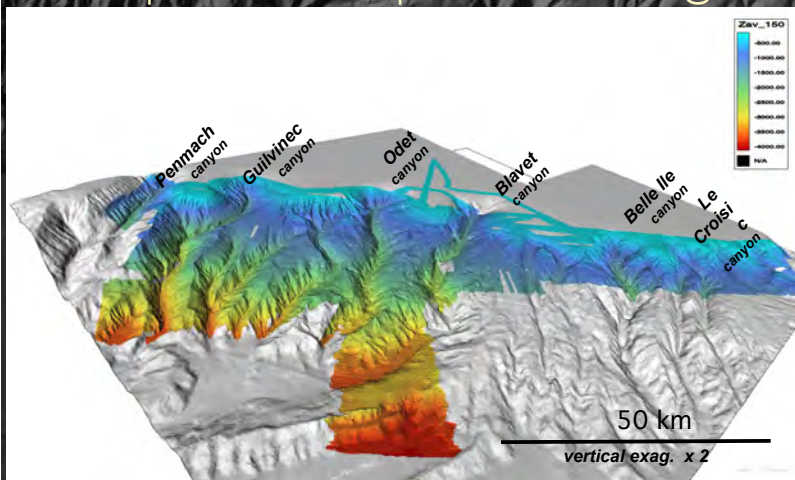 Zav_150
-500.00
-1000.00
-1500.00
-2000.00
-2500.00
-3000.00
-3500.00
-4000.00
N/A
Penmach
canyon
Guilvinec
canyon
Odet
canyon
Blavet
canyon
Belle Ile
canyon
Le
Croisi
c
canyon
50 km
vertical exag. x 2